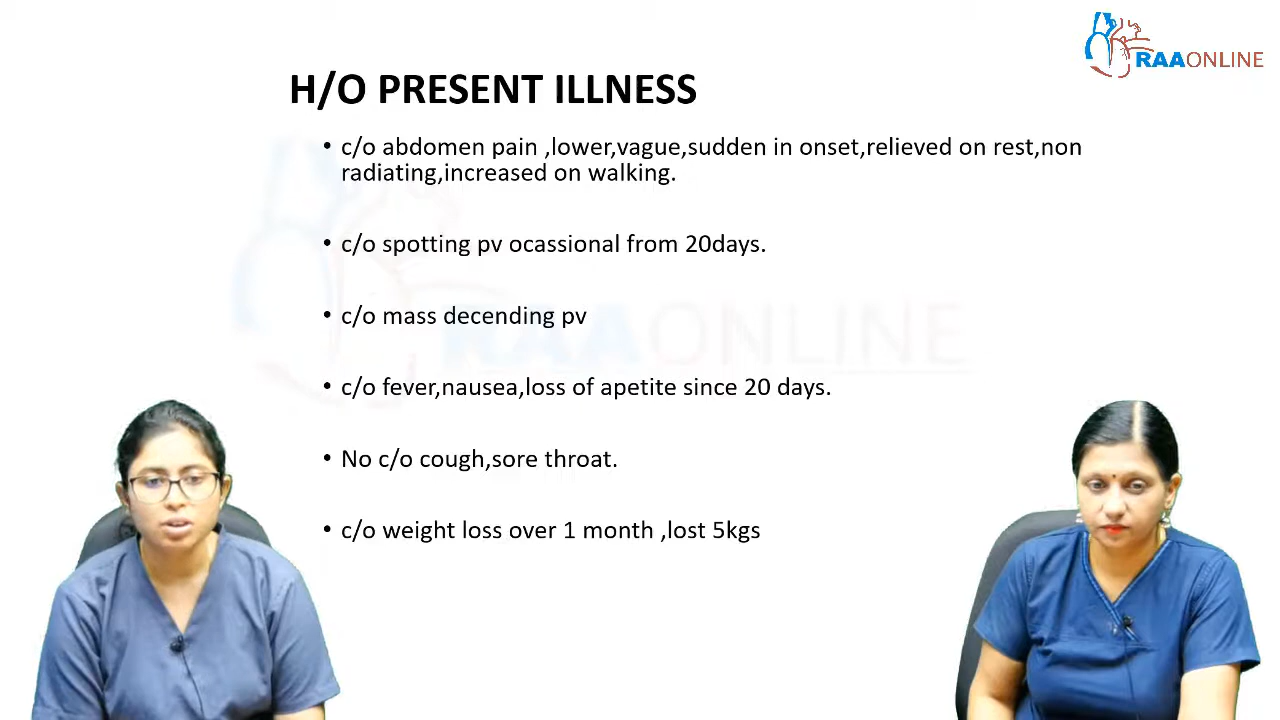 RAAONLINE
H/O PRESENT ILLNESS
• c/o abdomen pain ,lower,vague,sudden in onset,relieved on rest,non
radiating,increased on walking.
• c/o spotting pv ocassional from 20days.
• c/o mass decending pv
RAAONLINE
• c/o fever,nausea,loss of apetite since 20 days.
• No c/o cough,sore throat.
• c/o weight loss over 1 month ,lost 5kgs